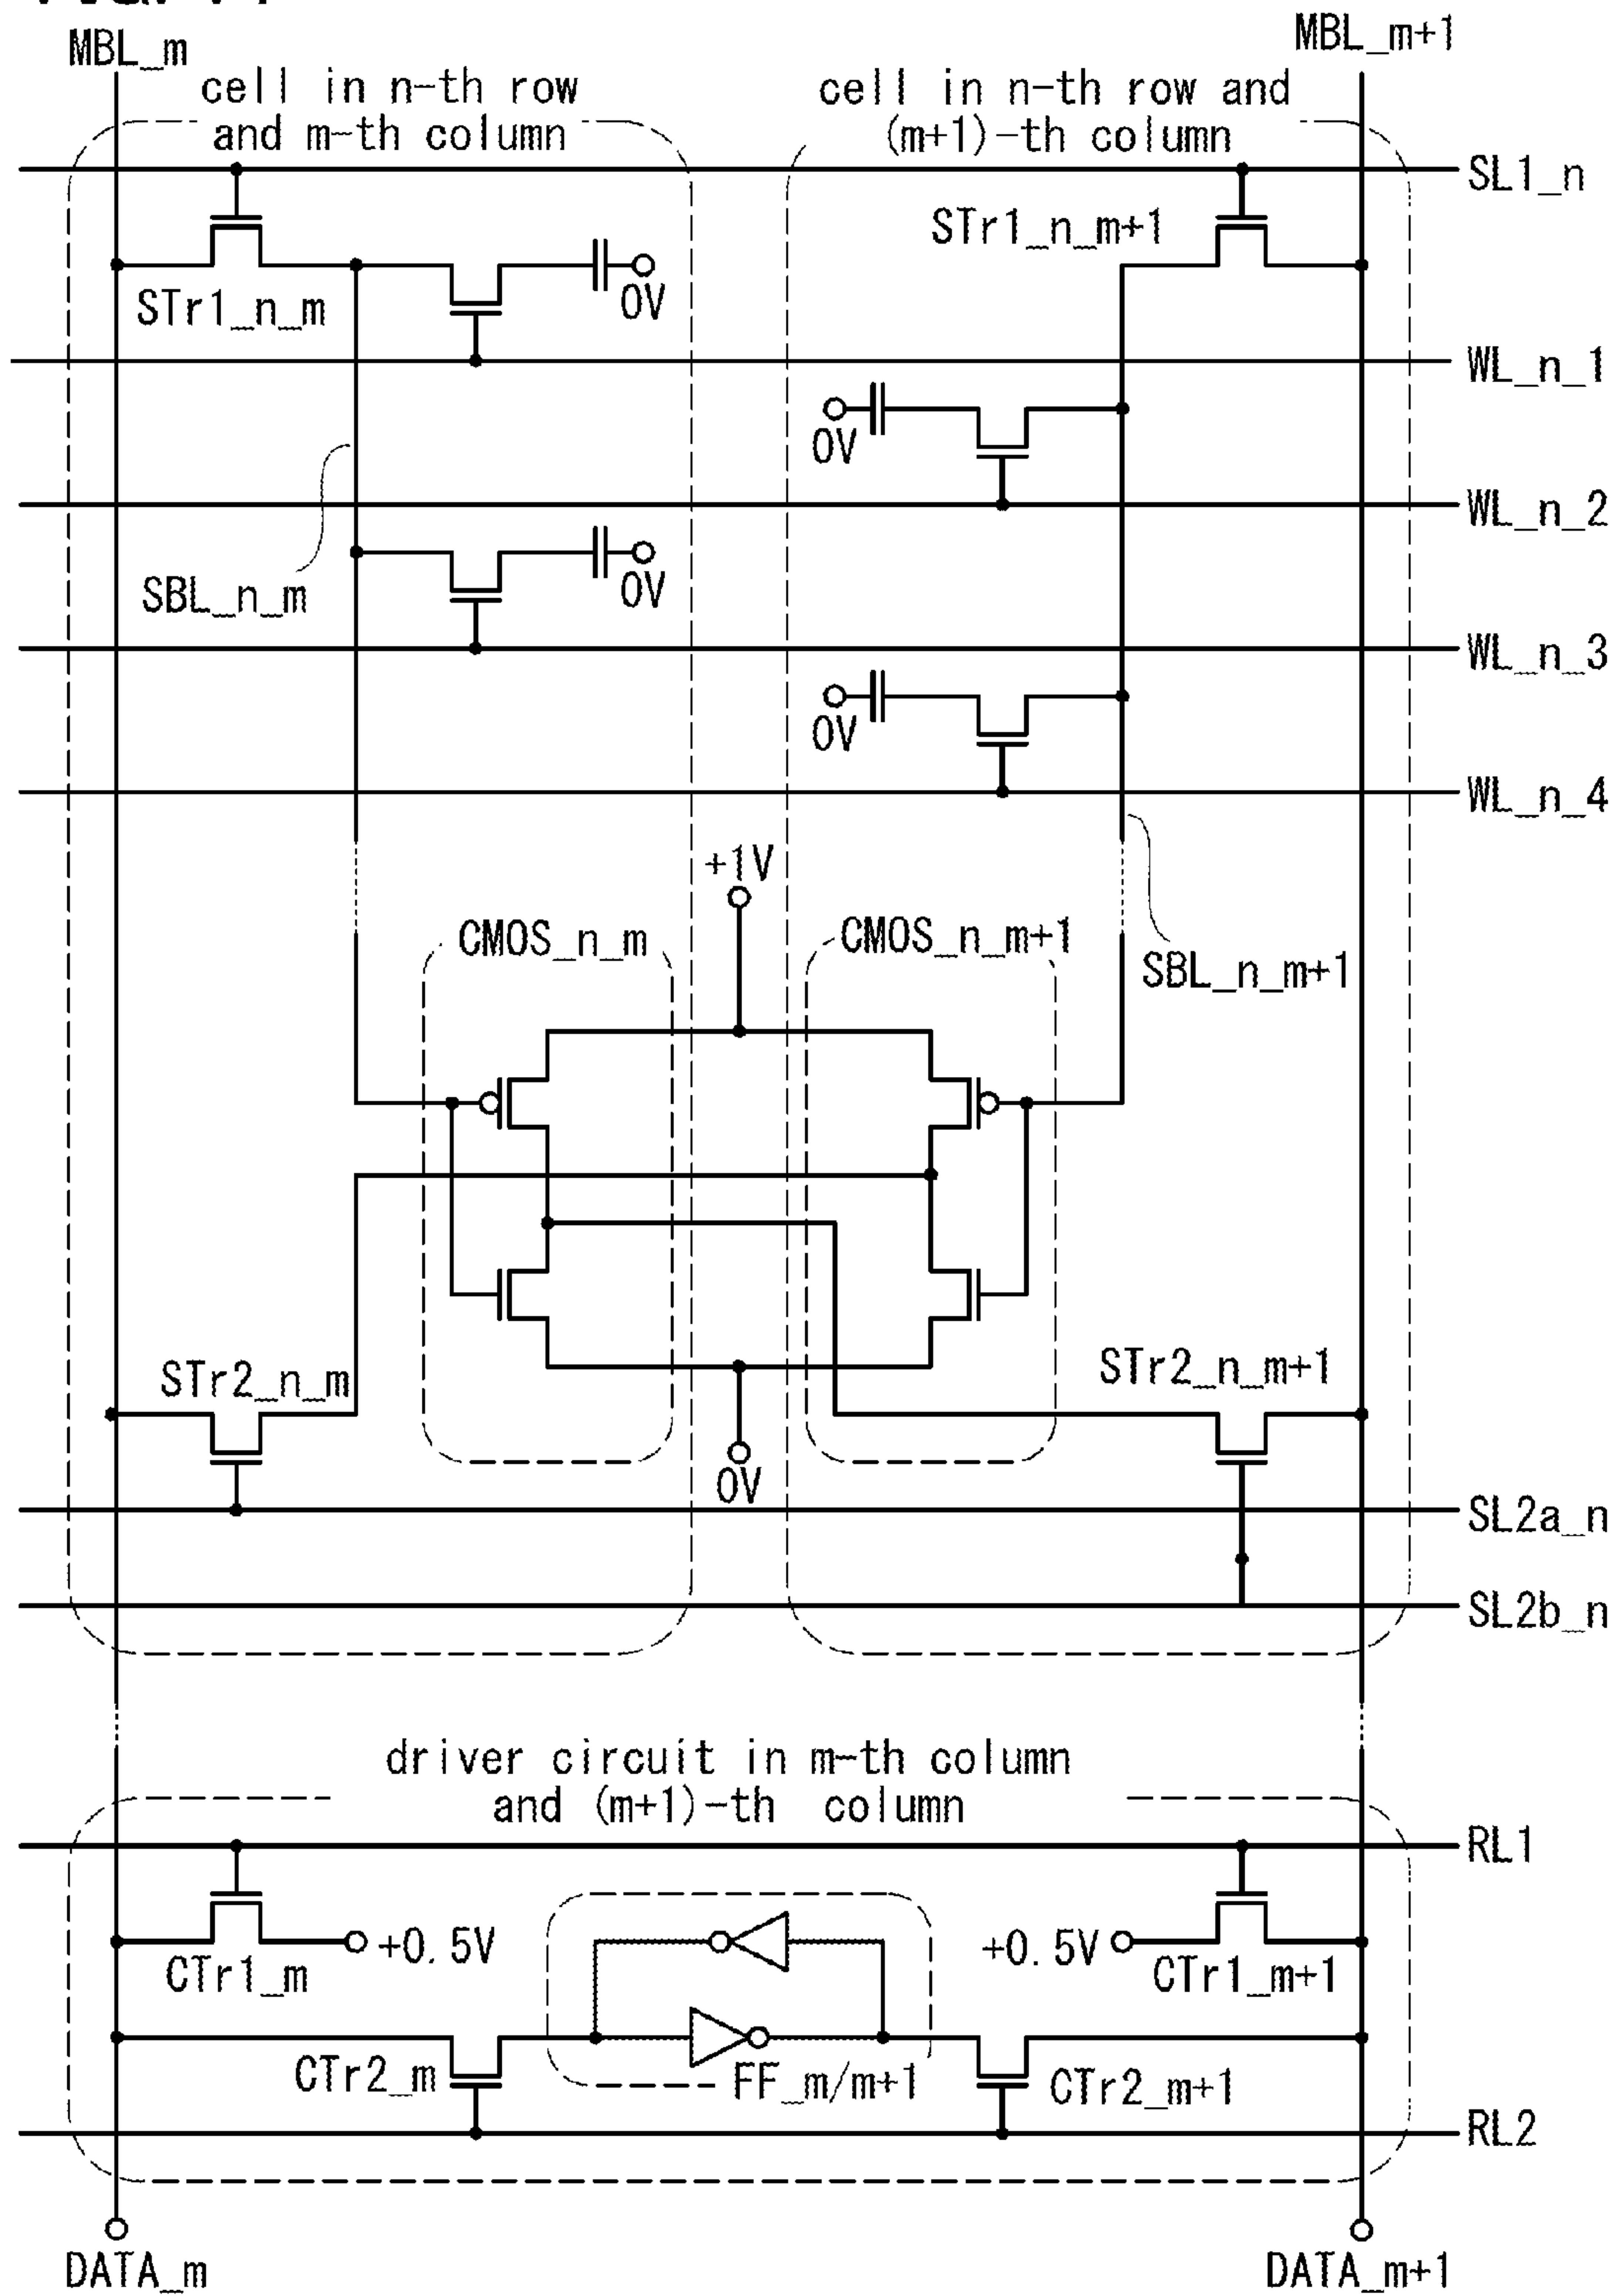 MBL_m
MBL_m+1
cell in n-th row
and m-th column
cell in n-th row and
(m+1)-th column
SL1_n
STr1_n_m+1
STr1_n_m
0V
WL_n_1
0V
WL_n_2
SBL_n_m
0V
WL_n_3
0V
WL_n_4
+1V
CMOS_n_m
CMOS_n_m+1
SBL_n_m+1
STr2_n_m
STr2_n_m+1
0V
SL2a_n
SL2b_n
driver circuit in m-th column
and (m+1)-th column
RL1
+0.5V
+0.5V
CTr1_m
CTr1_m+1
CTr2_m
FF_m/m+1
CTr2_m+1
RL2
DATA_m
DATA_m+1